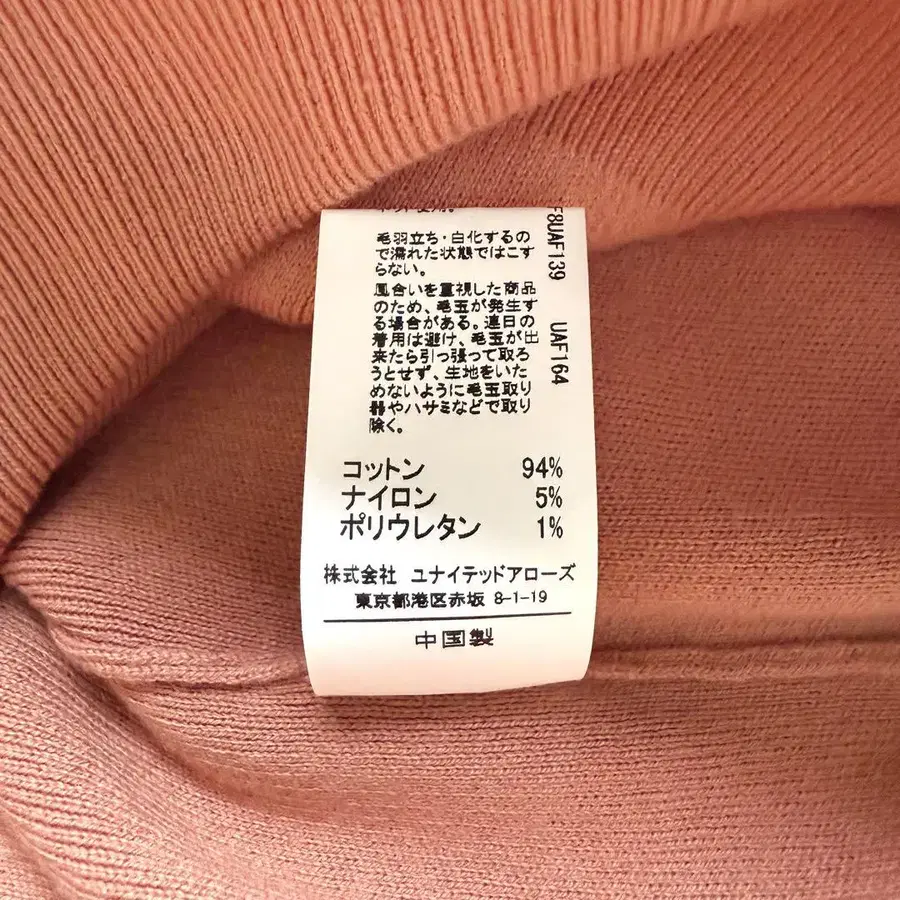 毛羽立ち・白化するの
で濡れた状態ではこす
らない。
風合いを重視した商品
のため、毛玉が発生す
る場合がある。連日の
着用は避け、毛玉が出
来たら引っ張って取ろ
うとせず、生地をいた
めないように毛玉取り
器やハサミなどで取り
除く。
コットン 94%
ナイロン 5%
ポリウレタン 1%
株式会社 ユナイテッドアローズ
東京都港区赤坂 8-1-19
中国製
F8UAF139 UAF164